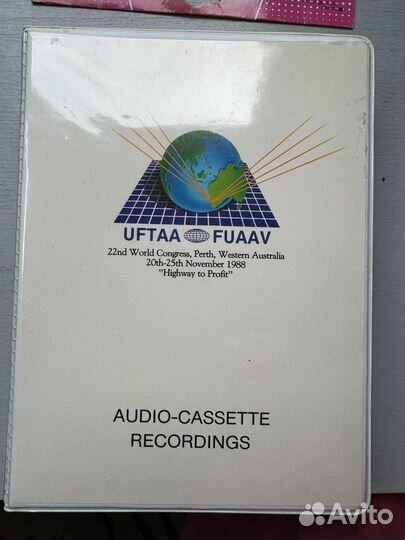 UFTAA FUAAV
22nd World Congress, Perth, Western Australia
20th-25th November 1988
"Highway to Profit"
AUDIO-CASSETTE
RECORDINGS
Avito